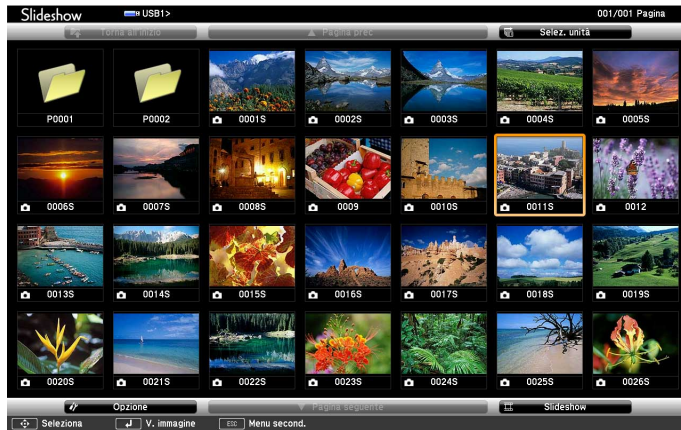 Slideshow USB1> 001/001 Pagina
Torna all'inizio Pagina prec Selez. unità
P0001 P0002 0001S 0002S 0003S 0004S 0005S
0006S 0007S 0008S 0009 0010S 0011S 0012
0013S 0014S 0015S 0016S 0017S 0018S 0019S
0020S 0021S 0022S 0023S 0024S 0025S 0026S
Opzione Pagina seguente Slideshow
Seleziona V. immagine ESC Menu second.